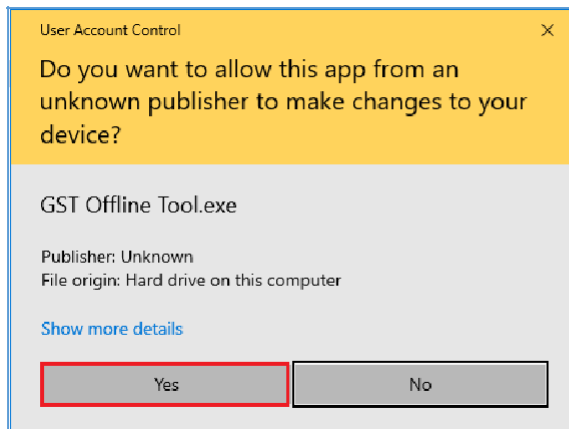 User Account Control
Do you want to allow this app from an
unknown publisher to make changes to your
device?
GST Offline Tool.exe
Publisher: Unknown
File origin: Hard drive on this computer
Show more details
Yes
No